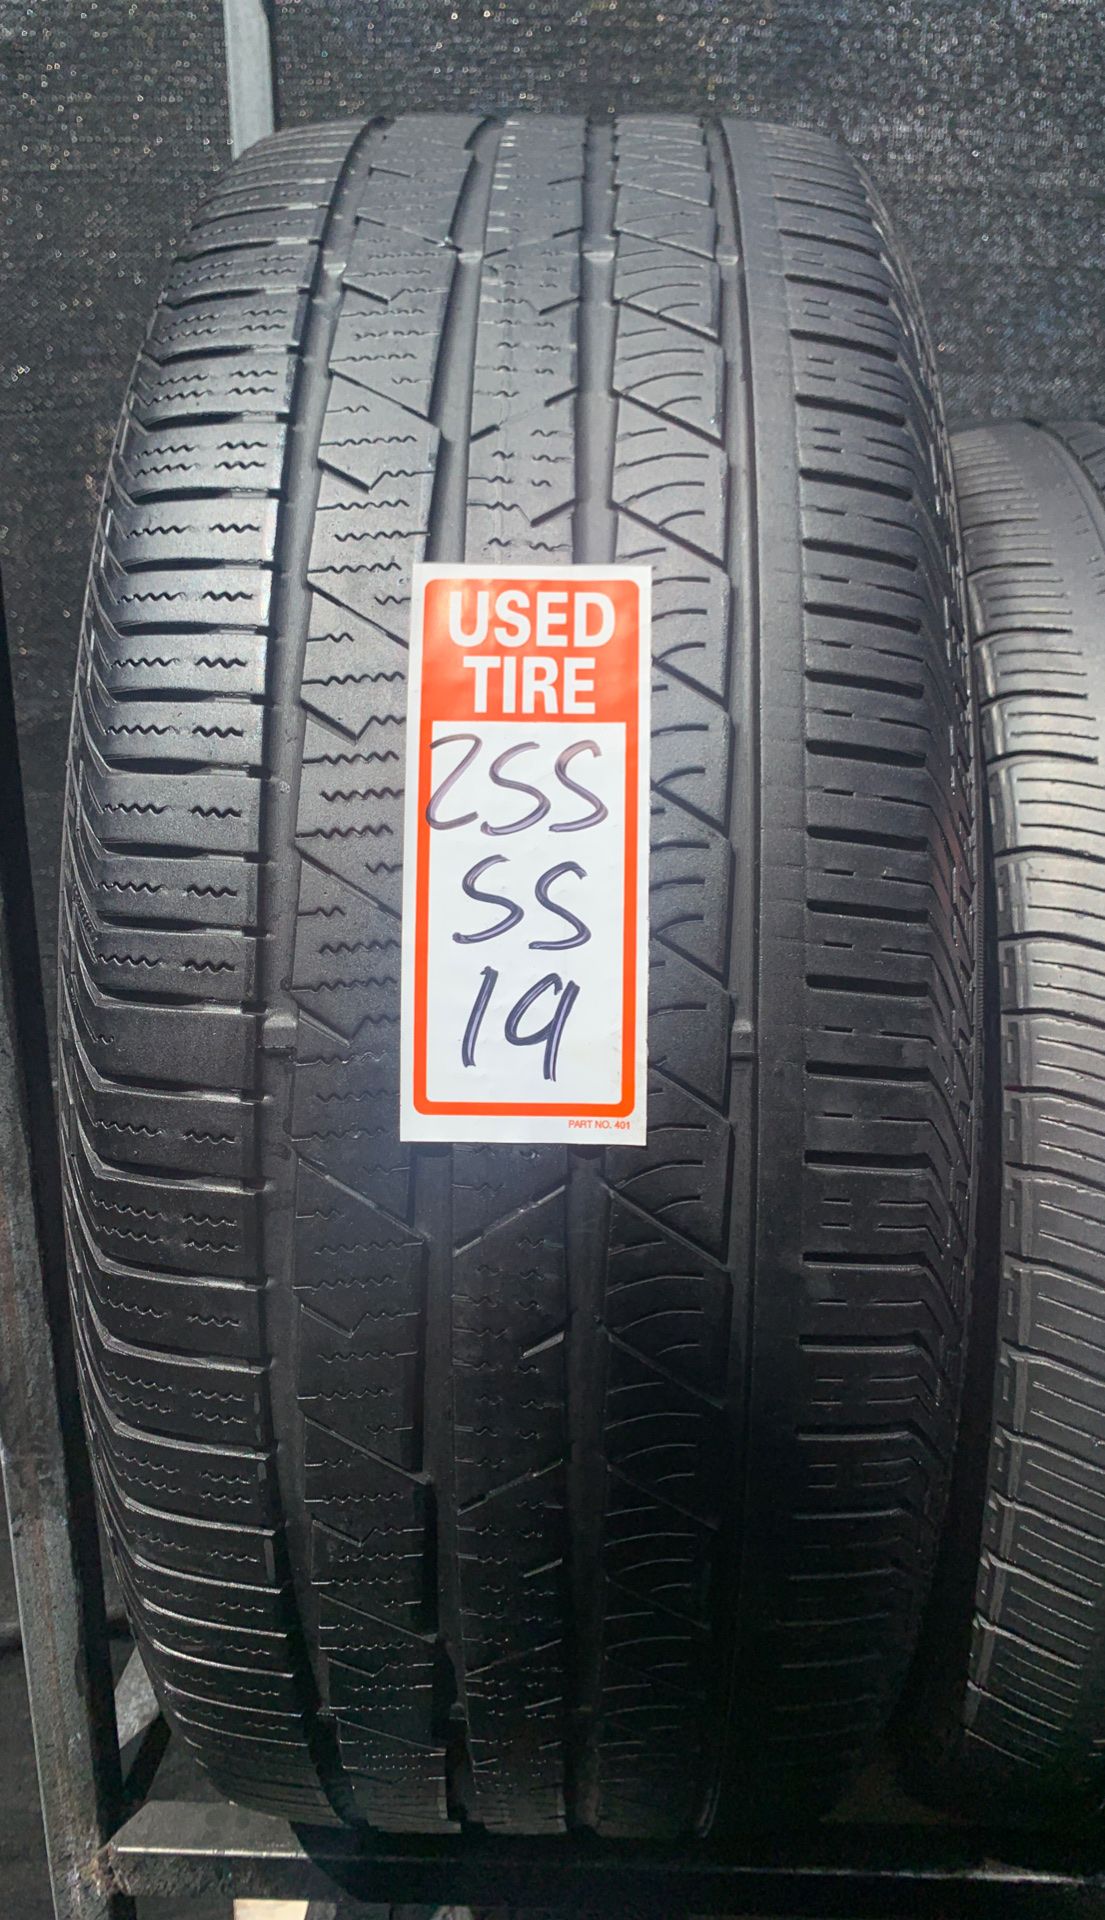 USED
TIRE
255
55
19
PART NO. 401